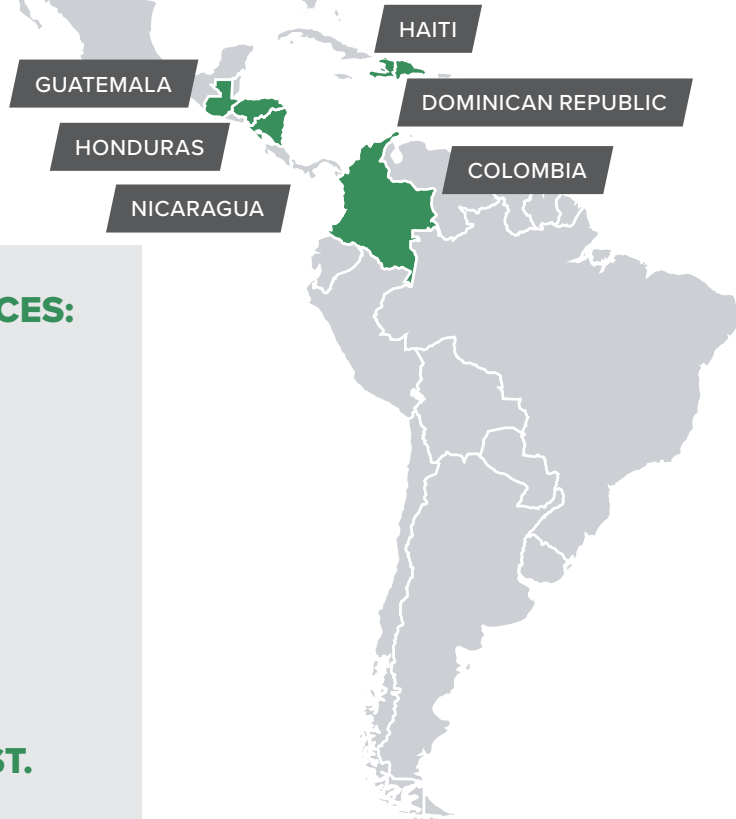 HAITI
GUATEMALA
DOMINICAN REPUBLIC
HONDURAS
COLOMBIA
NICARAGUA
CES:
ST.